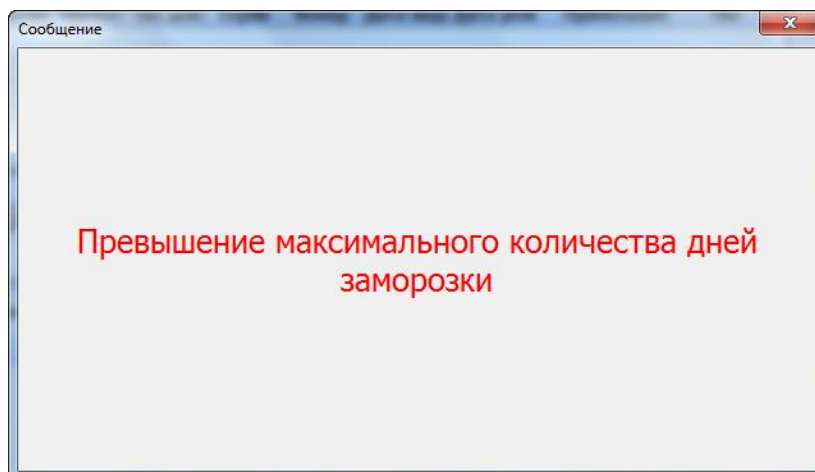 Сообщение
Превышение максимального количества дней
заморозки